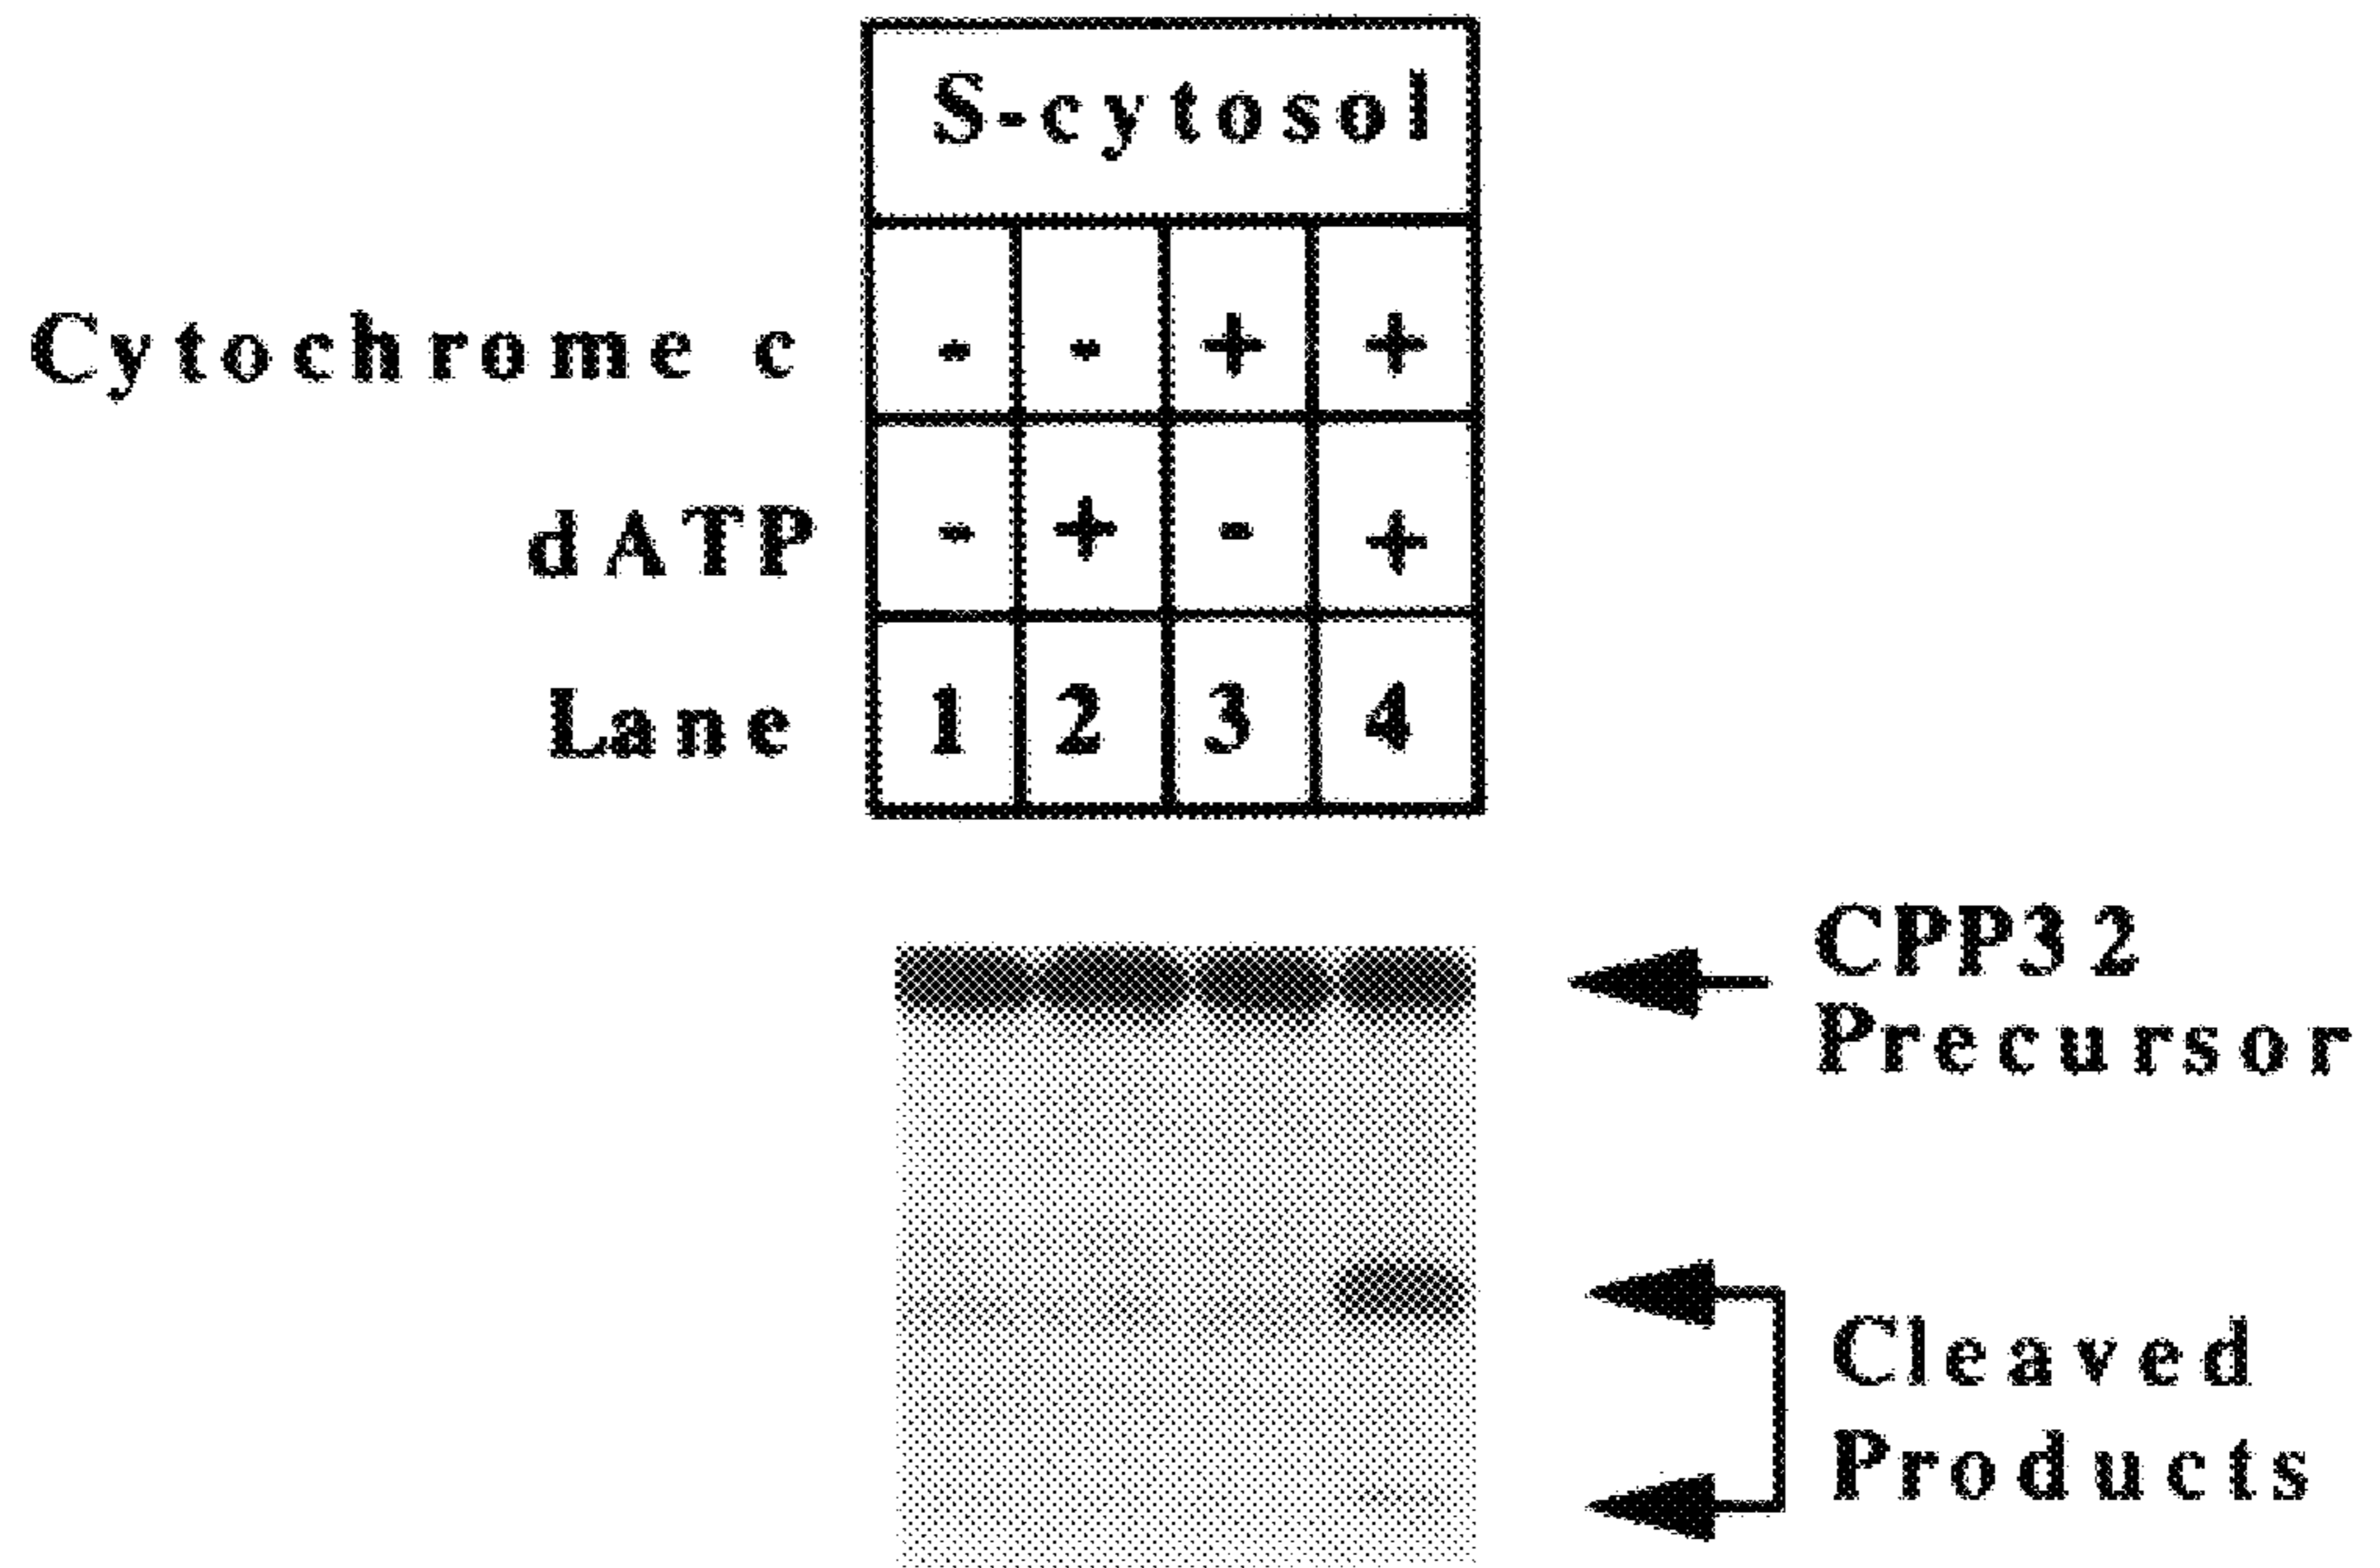 S-cytosol
Cytochrome c - - + +
dATP - + - +
Lane 1 2 3 4
CPP32
Precursor
Cleaved
Products